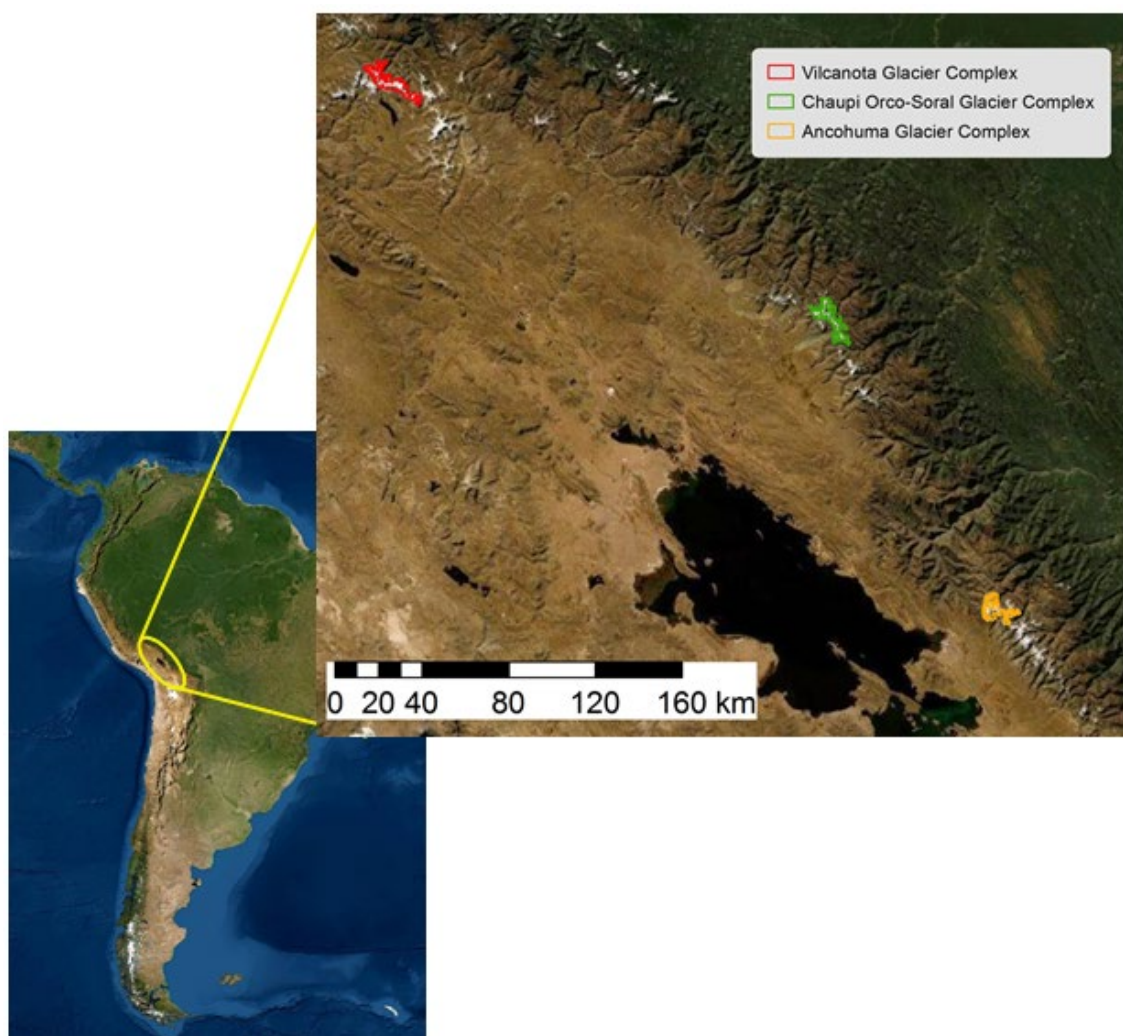 Vilcanota Glacier Complex
Chaupi Orco-Soral Glacier Complex
Ancohuma Glacier Complex
0 20 40 80 120 160 km